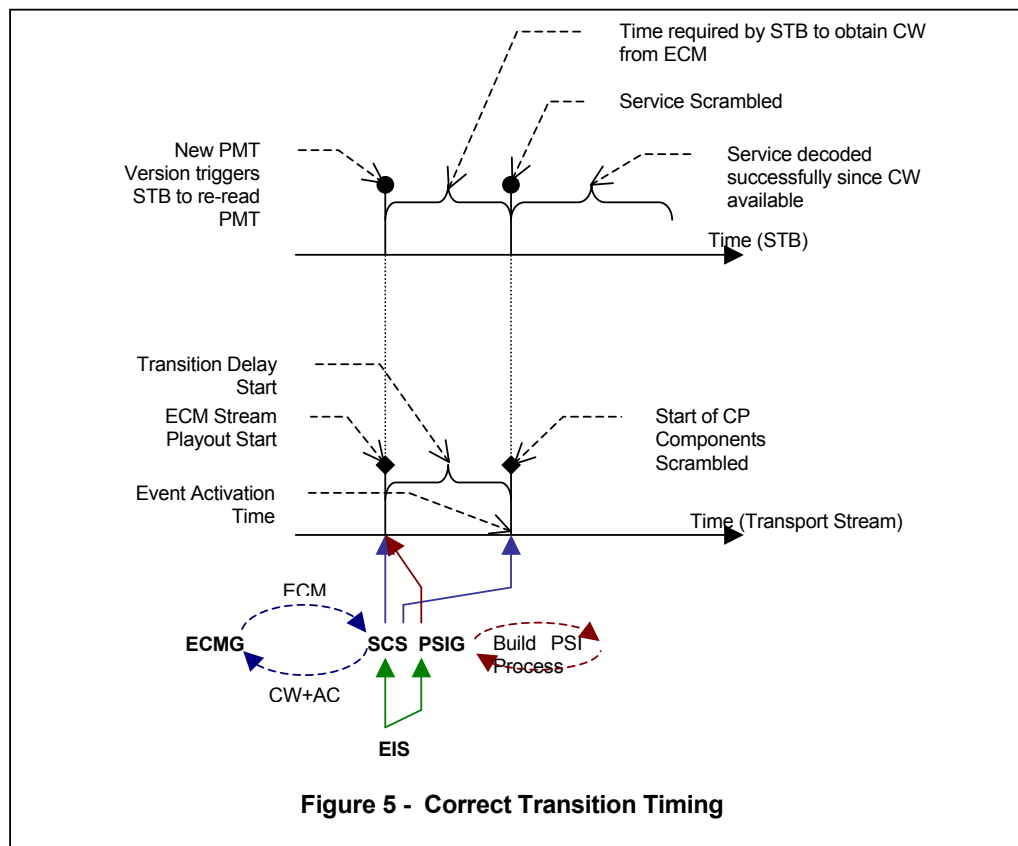 Time required by STB to obtain CW
from ECM
Service Scrambled
New PMT
Version triggers
STB to re-read
PMT
Service decoded
successfully since CW
available
Time (STB)
Transition Delay
Start
ECM Stream
Playout Start
Start of CP
Components
Scrambled
Event Activation
Time
Time (Transport Stream)
ECM
ECMG
SCS
PSIG
Build PSI
Process
CW+AC
EIS
Figure 5 - Correct Transition Timing